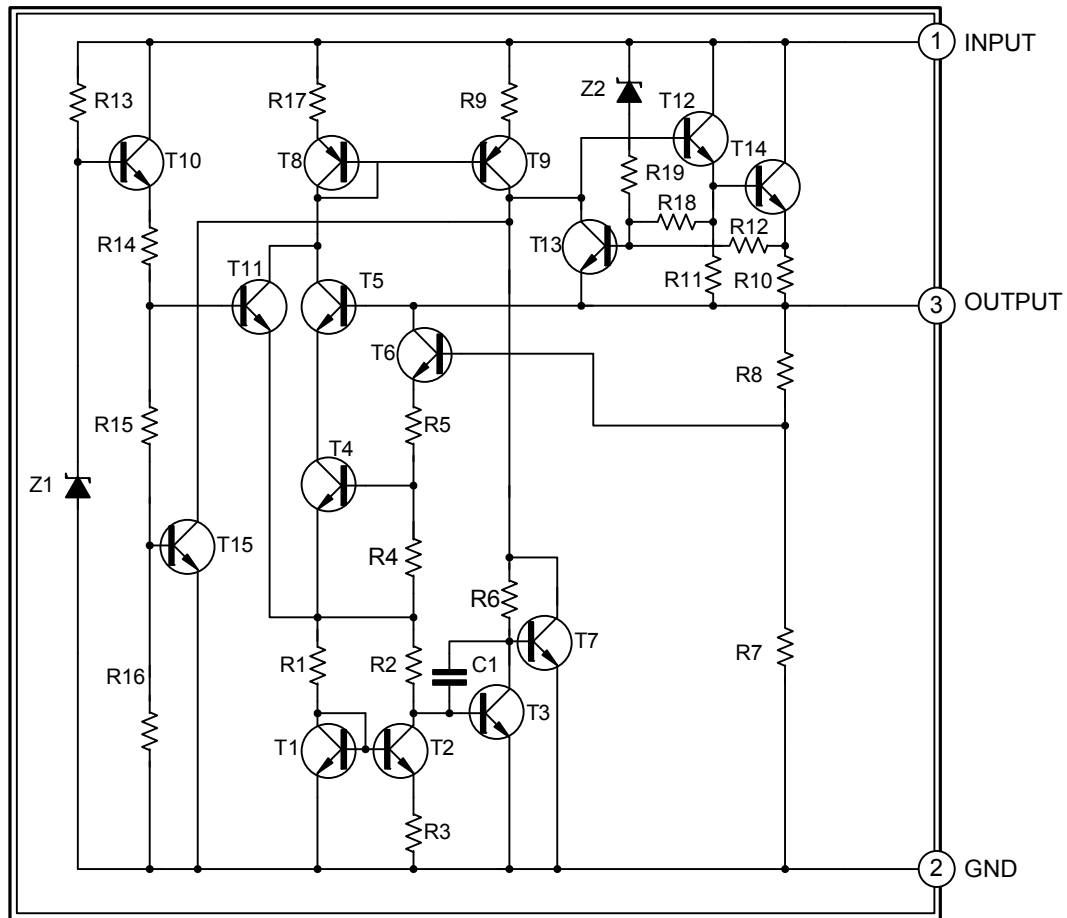 1 INPUT
R13
R17
R9
Z2
T12
T10
T8
T9
T14
R19
R18
R12
R14
T13
T11
T5
R11
R10
3 OUTPUT
T6
R8
R15
R5
T4
Z1
T15
R4
R6
T7
R1
R2
C1
R7
R16
T3
T1
T2
R3
2 GND